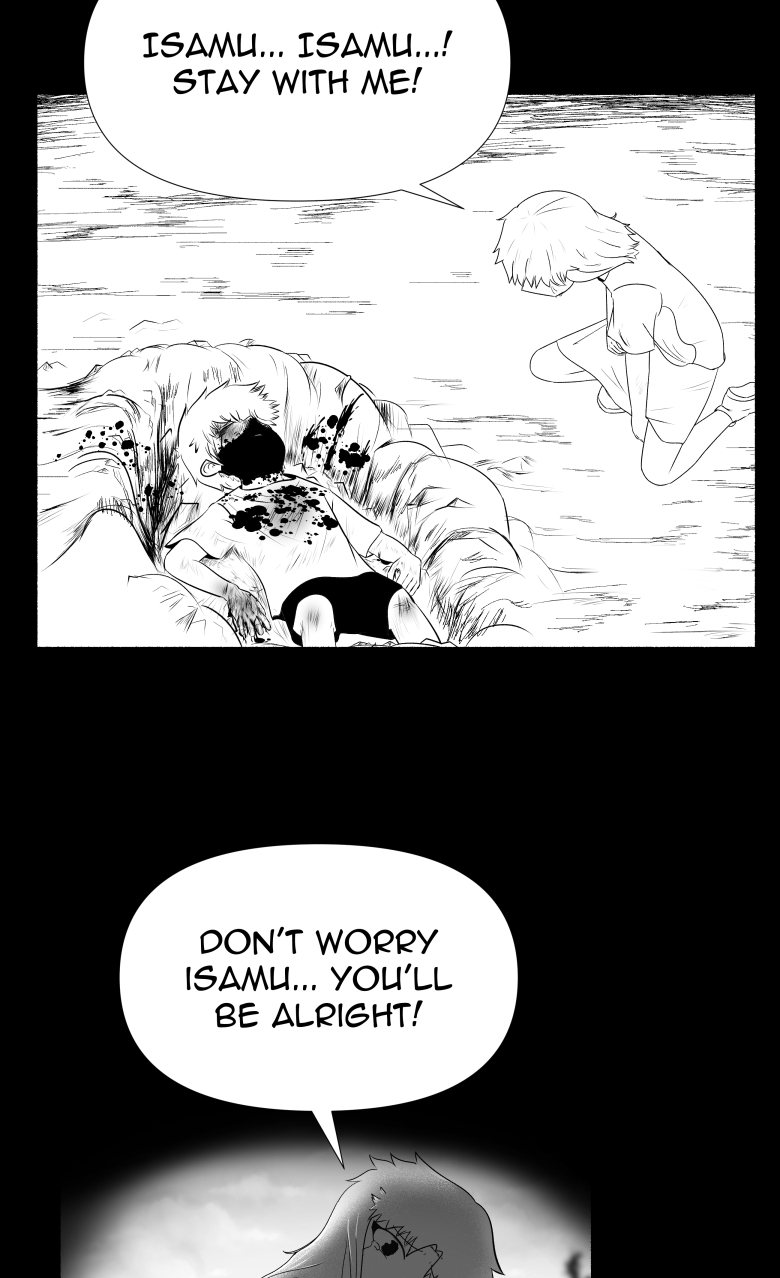 ISAMU... ISAMU...!
STAY WITH ME!
DON'T WORRY
ISAMU... YOU'LL
BE ALRIGHT!